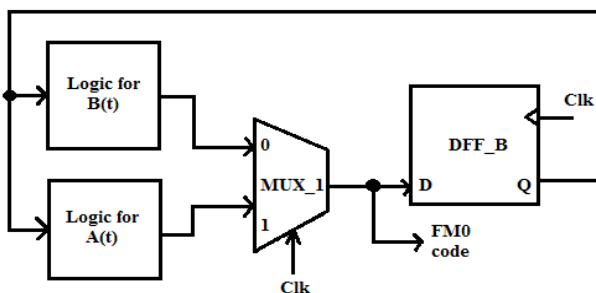 Logic for
B(t)
Logic for
A(t)
0
MUX_1
1
Clk
DFF_B
D
Q
Clk
FM0
code